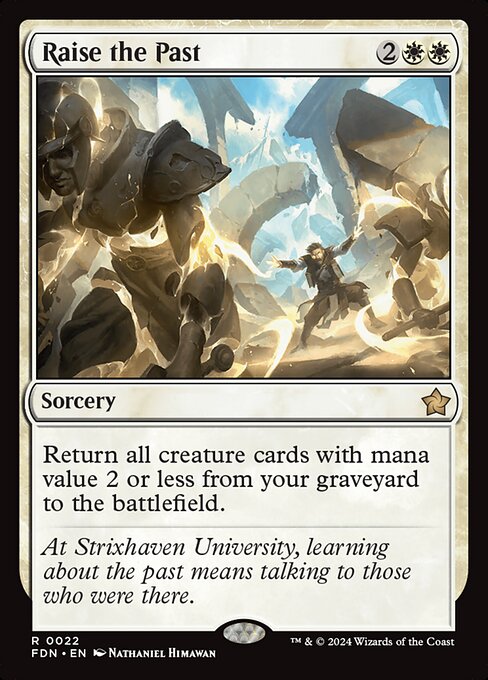 Raise the Past 2
Sorcery
Return all creature cards with mana
value 2 or less from your graveyard
to the battlefield.
At Strixhaven University, learning
about the past means talking to those
who were there.
R 0022
FDN • EN Nathaniel Himawan
™ & © 2024 Wizards of the Coast